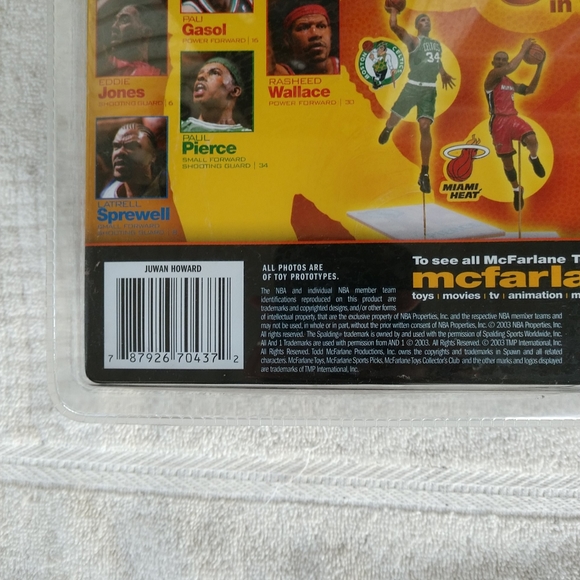 in
PAU
Gasol
POWER FORWARD | 16
EDDIE
Jones
SHOOTING GUARD | 6
RASHEED
Wallace
POWER FORWARD | 30
PAUL
Pierce
SMALL FORWARD
SHOOTING GUARD | 34
LATRELL
Sprewell
BOSTON CELTICS
CELTICS
34
MIAMI
HEAT
JUWAN HOWARD
7 87926 70437 2
ALL PHOTOS ARE
OF TOY PROTOTYPES.
The NBA and individual NBA member team
identifications reproduced on this product are
trademarks and copyrighted designs, and/or other forms
of intellectual property, that are the exclusive property of NBA Properties, Inc. and the respective NBA member teams and
may not be used, in whole or in part, without the prior written consent of NBA Properties, Inc. © 2003 NBA Properties, Inc.
All rights reserved. The Spalding® trademark is owned by and used with the permission of Spalding Sports Worldwide, Inc.
All And 1 Trademarks are used with permission from AND 1 © 2003. All Copyright © 2003 TMP International, Inc.
All Rights Reserved. Todd McFarlane Productions, Inc. owns the copyrights and trademarks in Spawn and all related
characters. McFarlane Toys, McFarlane Sports Picks, McFarlane Toys Collector's Club and the other marks and logos displayed
are trademarks of TMP International, Inc.
To see all McFarlane T
mcfarla
toys | movies | tv | animation | m